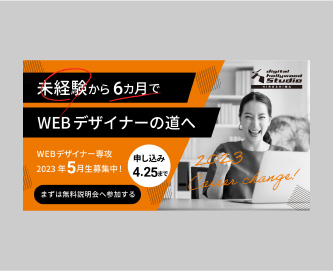 未経験から6カ月で
digital
hollywood
Studio
HIROSHIMA
WEBデザイナーの道へ
WEBデザイナー専攻
2023年5月生募集中！
申し込み
4.25まで
2023
Career change!
まずは無料説明会へ参加する